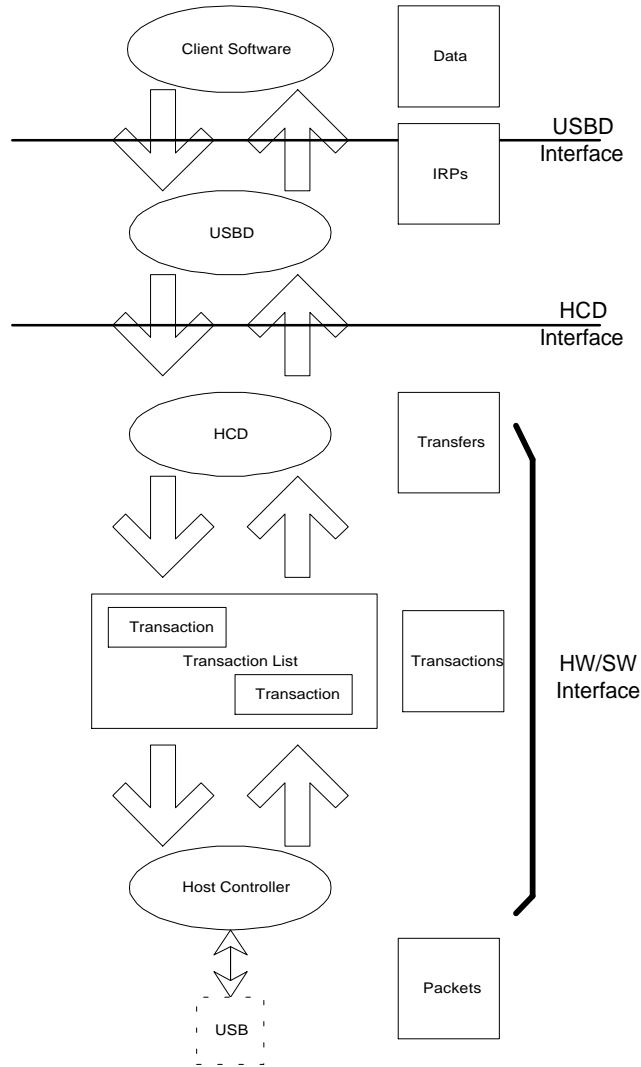 Client Software
Data
USBD
Interface
IRPs
USBD
HCD
Interface
HCD
Transfers
Transaction
Transaction List
Transaction
Transactions
HW/SW
Interface
Host Controller
Packets
USB